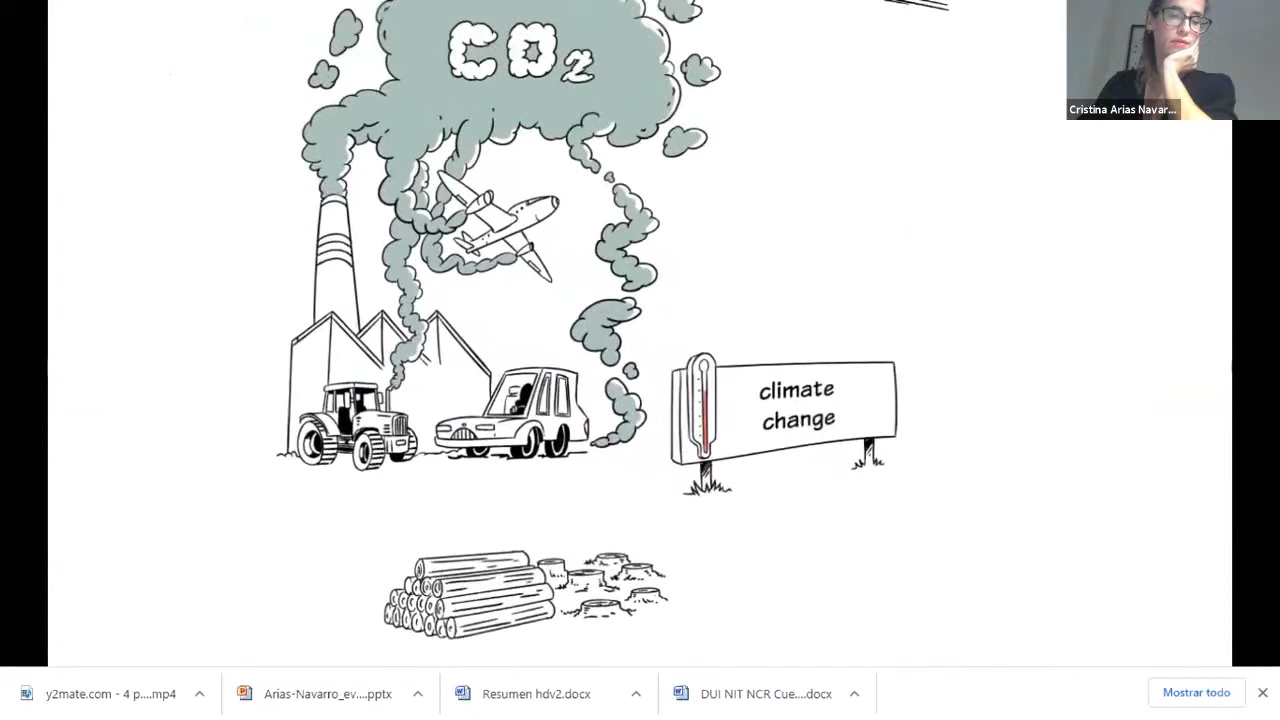 CO2
Cristina Arias Navar...
climate
change
y2mate.com - 4 p....mp4
Arias-Navarro_ev....pptx
Resumen hdv2.docx
DUI NIT NCR Cue....docx
Mostrar todo